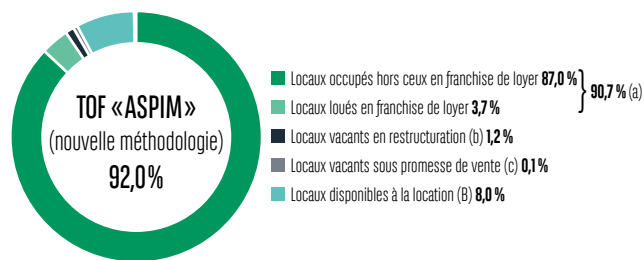 TOF «ASPIM»
(nouvelle méthodologie)
92,0%
Locaux occupés hors ceux en franchise de loyer 87,0 %
90,7 % (a)
Locaux loués en franchise de loyer 3,7 %
Locaux vacants en restructuration (b) 1,2 %
Locaux vacants sous promesse de vente (c) 0,1 %
Locaux disponibles à la location (B) 8,0 %